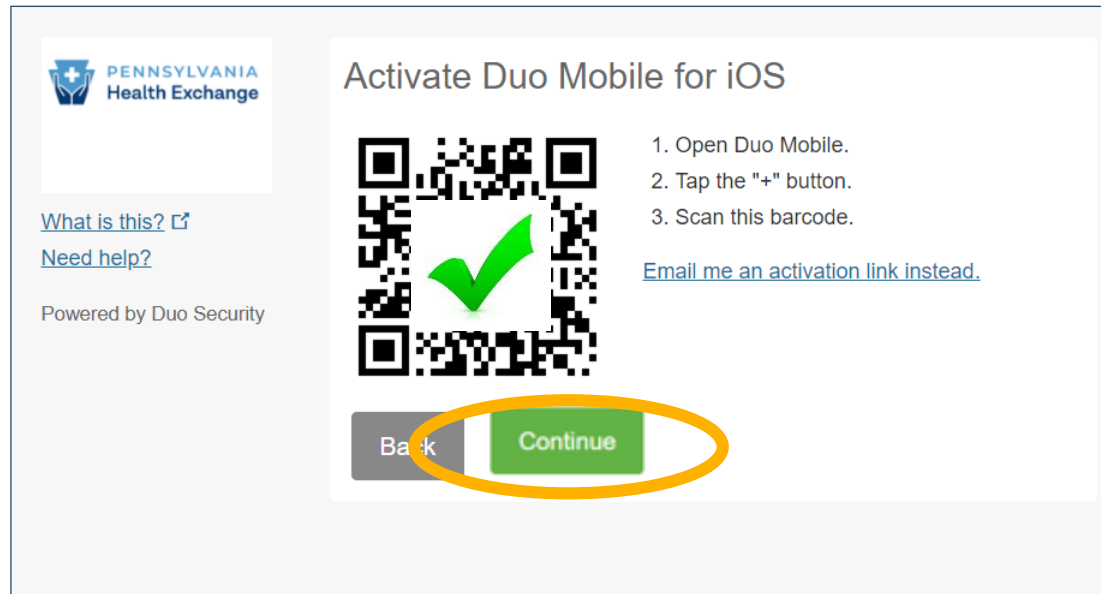 PENNSYLVANIA
Health Exchange
What is this?
Need help?
Powered by Duo Security
Activate Duo Mobile for iOS
1. Open Duo Mobile.
2. Tap the "+" button.
3. Scan this barcode.
Email me an activation link instead.
Back
Continue